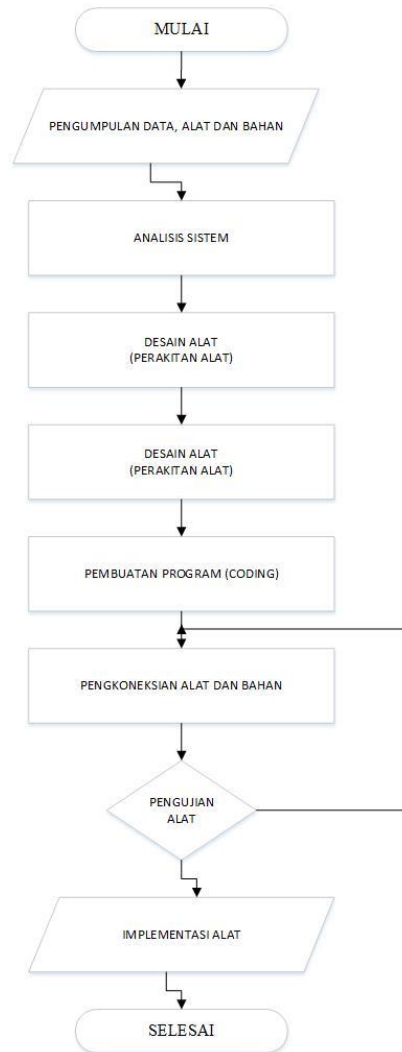 MULAI
PENGUMPULAN DATA, ALAT DAN BAHAN
ANALISIS SISTEM
DESAIN ALAT
(PERAKITAN ALAT)
DESAIN ALAT
(PERAKITAN ALAT)
PEMBUATAN PROGRAM (CODING)
PENGKONEKSIAN ALAT DAN BAHAN
PENGUJIAN
ALAT
IMPLEMENTASI ALAT
SELESAI